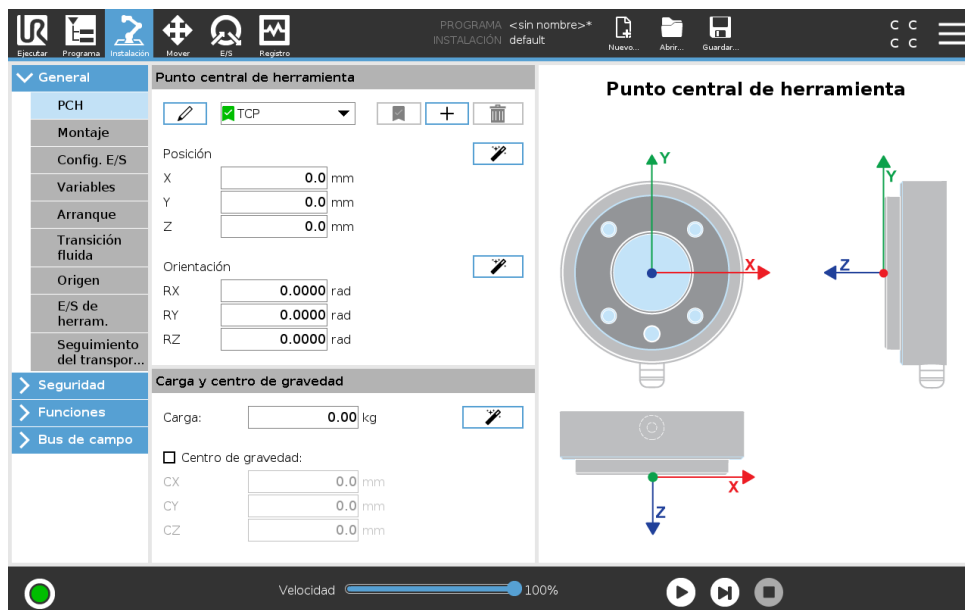 PROGRAMA <sin nombre>*
INSTALACIÓN default
C C
C C
Ejecutar Programa Instalación Mover E/S Registro Nuevo... Abrir... Guardar...
General
PCH
Montaje
Config. E/S
Variables
Arranque
Transición
fluida
Origen
E/S de
herram.
Seguimiento
del transpor...
Seguridad
Funciones
Bus de campo
Punto central de herramienta
TCP
Posición
X 0.0 mm
Y 0.0 mm
Z 0.0 mm
Orientación
RX 0.0000 rad
RY 0.0000 rad
RZ 0.0000 rad
Carga y centro de gravedad
Carga: 0.00 kg
Centro de gravedad:
CX 0.0 mm
CY 0.0 mm
CZ 0.0 mm
Punto central de herramienta
Y
X
Y
Z
X
Z
Velocidad 100%